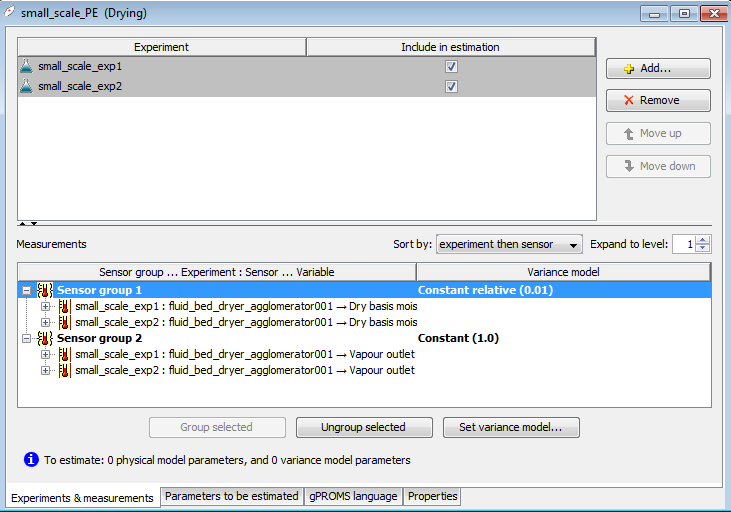 small_scale_PE (Drying)
Experiment Include in estimation
small_scale_exp1
small_scale_exp2
Add...
Remove
Move up
Move down
Measurements Sort by: experiment then sensor Expand to level: 1
Sensor group ... Experiment : Sensor ... Variable Variance model
Sensor group 1 Constant relative (0.01)
small_scale_exp1 : fluid_bed_dryer_agglomerator001 → Dry basis mois
small_scale_exp2 : fluid_bed_dryer_agglomerator001 → Dry basis mois
Sensor group 2 Constant (1.0)
small_scale_exp1 : fluid_bed_dryer_agglomerator001 → Vapour outlet
small_scale_exp2 : fluid_bed_dryer_agglomerator001 → Vapour outlet
Group selected Ungroup selected Set variance model...
To estimate: 0 physical model parameters, and 0 variance model parameters
Experiments & measurements Parameters to be estimated gPROMS language Properties